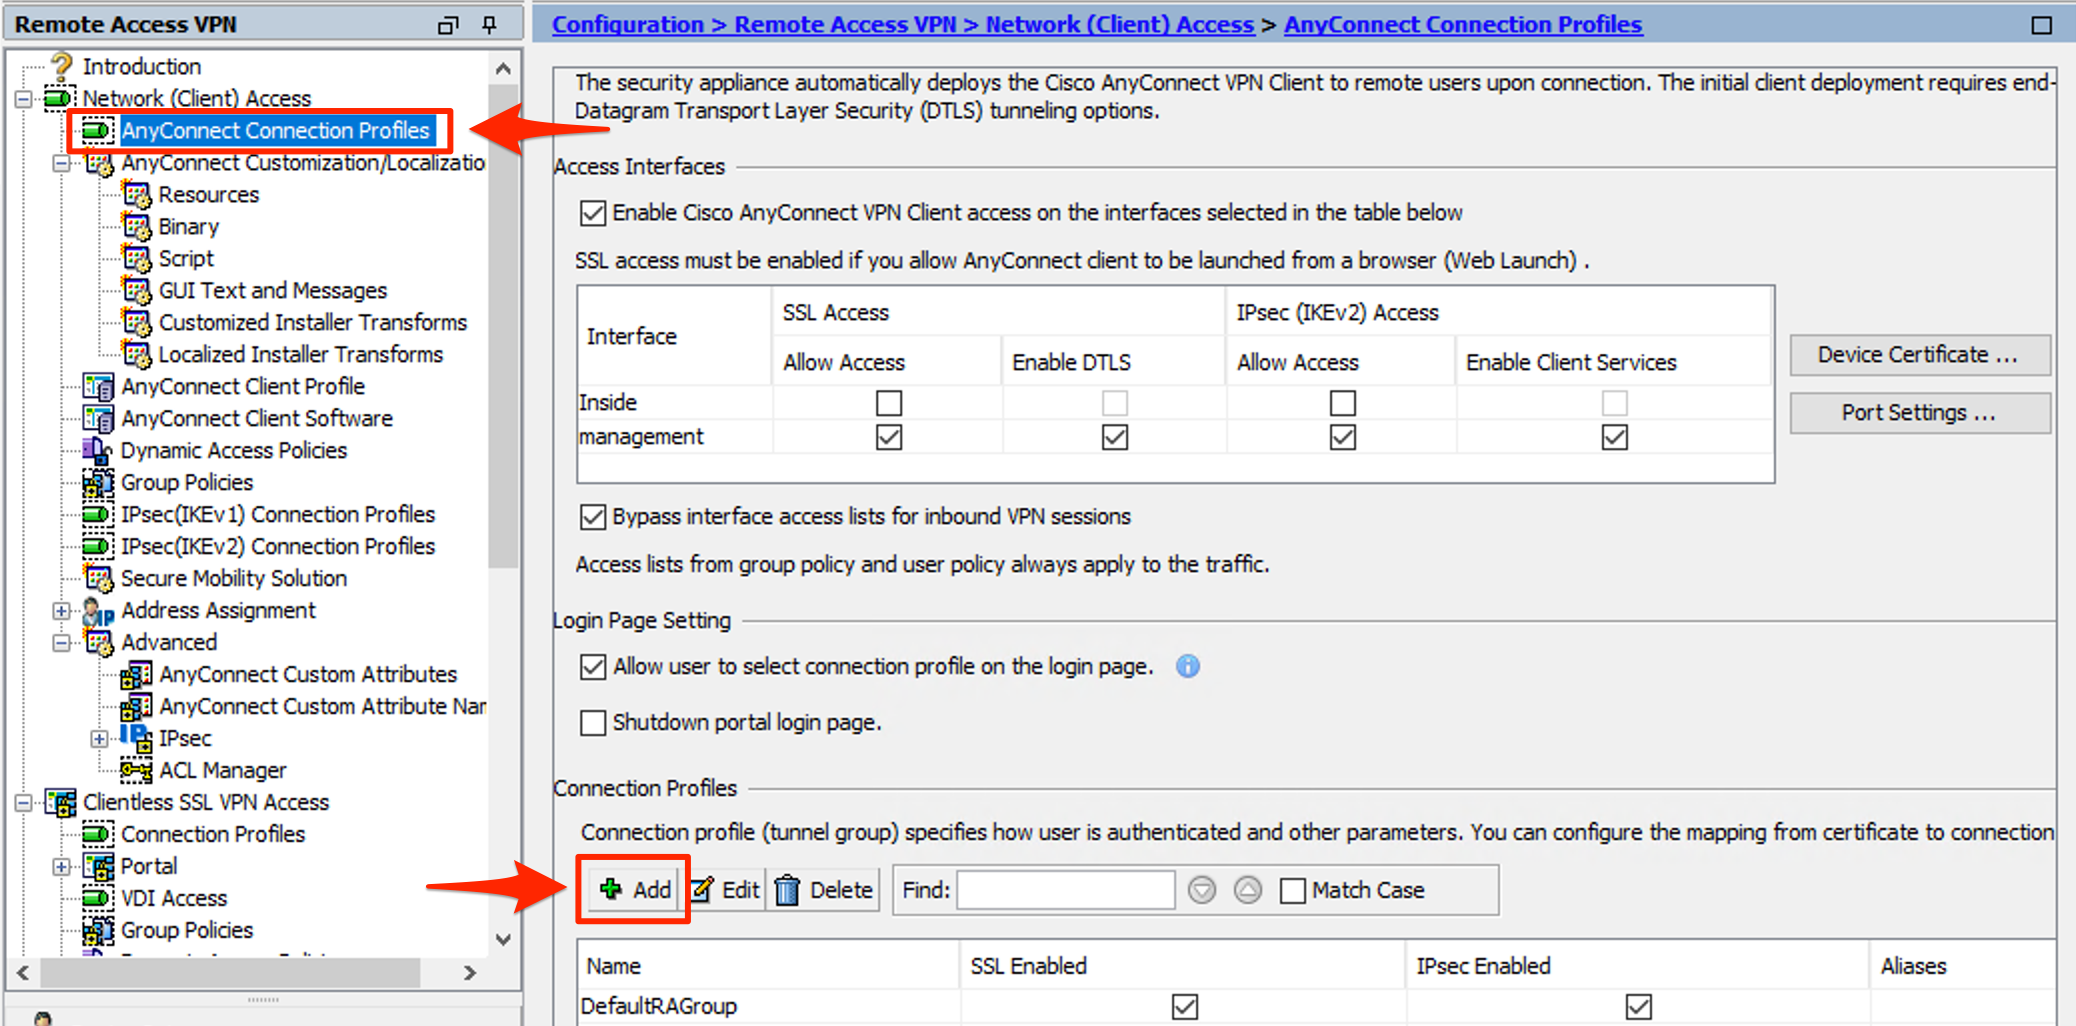 Remote Access VPN
Introduction
Network (Client) Access
AnyConnect Connection Profiles
AnyConnect Customization/Localizatio
Resources
Binary
Script
GUI Text and Messages
Customized Installer Transforms
Localized Installer Transforms
AnyConnect Client Profile
AnyConnect Client Software
Dynamic Access Policies
Group Policies
IPsec(IKEv1) Connection Profiles
IPsec(IKEv2) Connection Profiles
Secure Mobility Solution
Address Assignment
Advanced
AnyConnect Custom Attributes
AnyConnect Custom Attribute Nar
IPsec
ACL Manager
Clientless SSL VPN Access
Connection Profiles
Portal
VDI Access
Group Policies
Configuration > Remote Access VPN > Network (Client) Access > AnyConnect Connection Profiles
The security appliance automatically deploys the Cisco AnyConnect VPN Client to remote users upon connection. The initial client deployment requires end-
Datagram Transport Layer Security (DTLS) tunneling options.
Access Interfaces
Enable Cisco AnyConnect VPN Client access on the interfaces selected in the table below
SSL access must be enabled if you allow AnyConnect client to be launched from a browser (Web Launch) .
Interface
SSL Access
IPsec (IKEv2) Access
Allow Access
Enable DTLS
Allow Access
Enable Client Services
Inside
management
Device Certificate ...
Port Settings ...
Bypass interface access lists for inbound VPN sessions
Access lists from group policy and user policy always apply to the traffic.
Login Page Setting
Allow user to select connection profile on the login page.
Shutdown portal login page.
Connection Profiles
Connection profile (tunnel group) specifies how user is authenticated and other parameters. You can configure the mapping from certificate to connection
Add
Edit
Delete
Find:
Match Case
Name
SSL Enabled
IPsec Enabled
Aliases
DefaultRAGroup